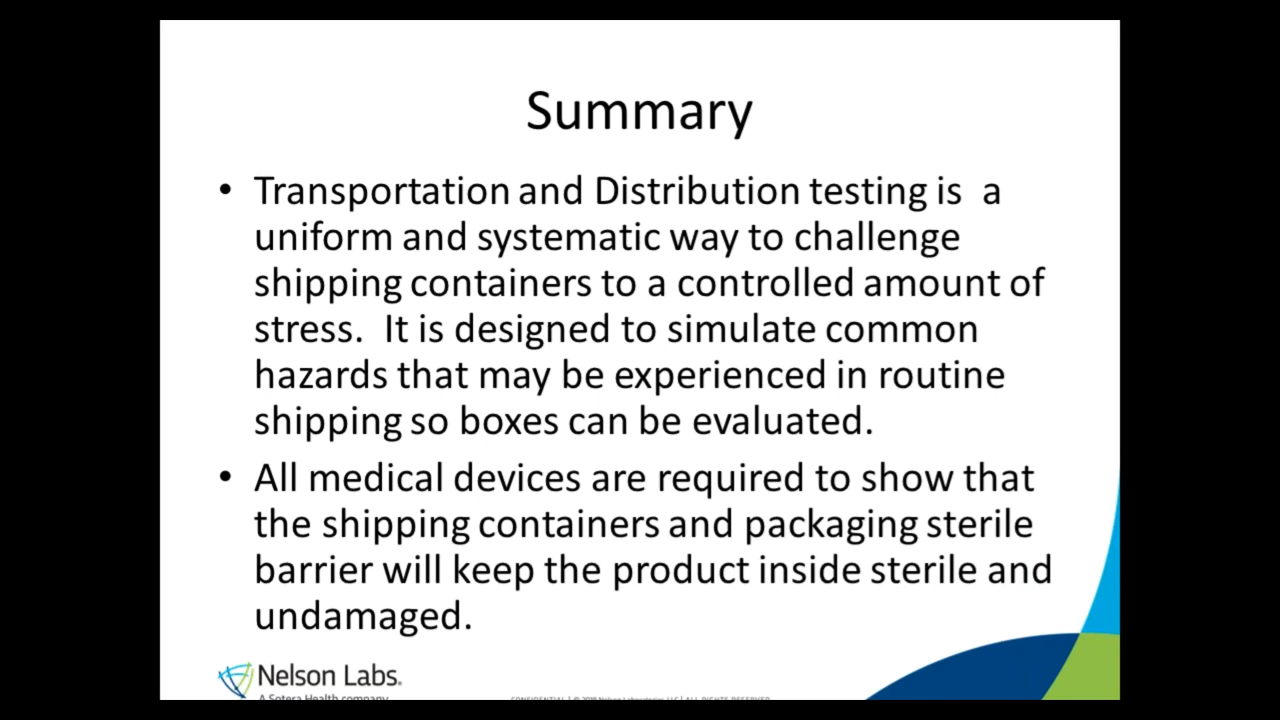 Summary
• Transportation and Distribution testing is a
uniform and systematic way to challenge
shipping containers to a controlled amount of
stress. It is designed to simulate common
hazards that may be experienced in routine
shipping so boxes can be evaluated.
• All medical devices are required to show that
the shipping containers and packaging sterile
barrier will keep the product inside sterile and
undamaged.
Nelson Labs.
A Sotera Health company